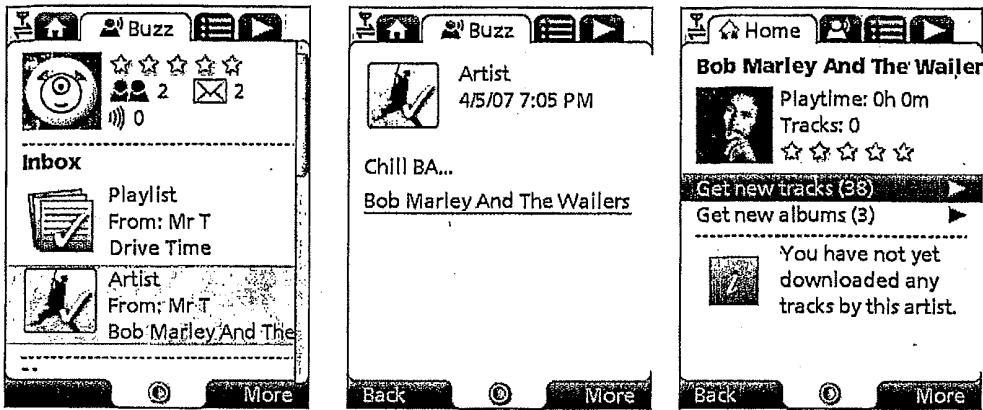 Buzz
2
2
0
Inbox
Playlist
From: Mr T
Drive Time
Artist
From: Mr T
Bob Marley And The
More
Buzz
Artist
4/5/07 7:05 PM
Chill BA...
Bob Marley And The Wailers
Back
More
Home
Bob Marley And The Wailer
Playtime: 0h 0m
Tracks: 0
Get new tracks (38)
Get new albums (3)
You have not yet
downloaded any
tracks by this artist.
Back
More